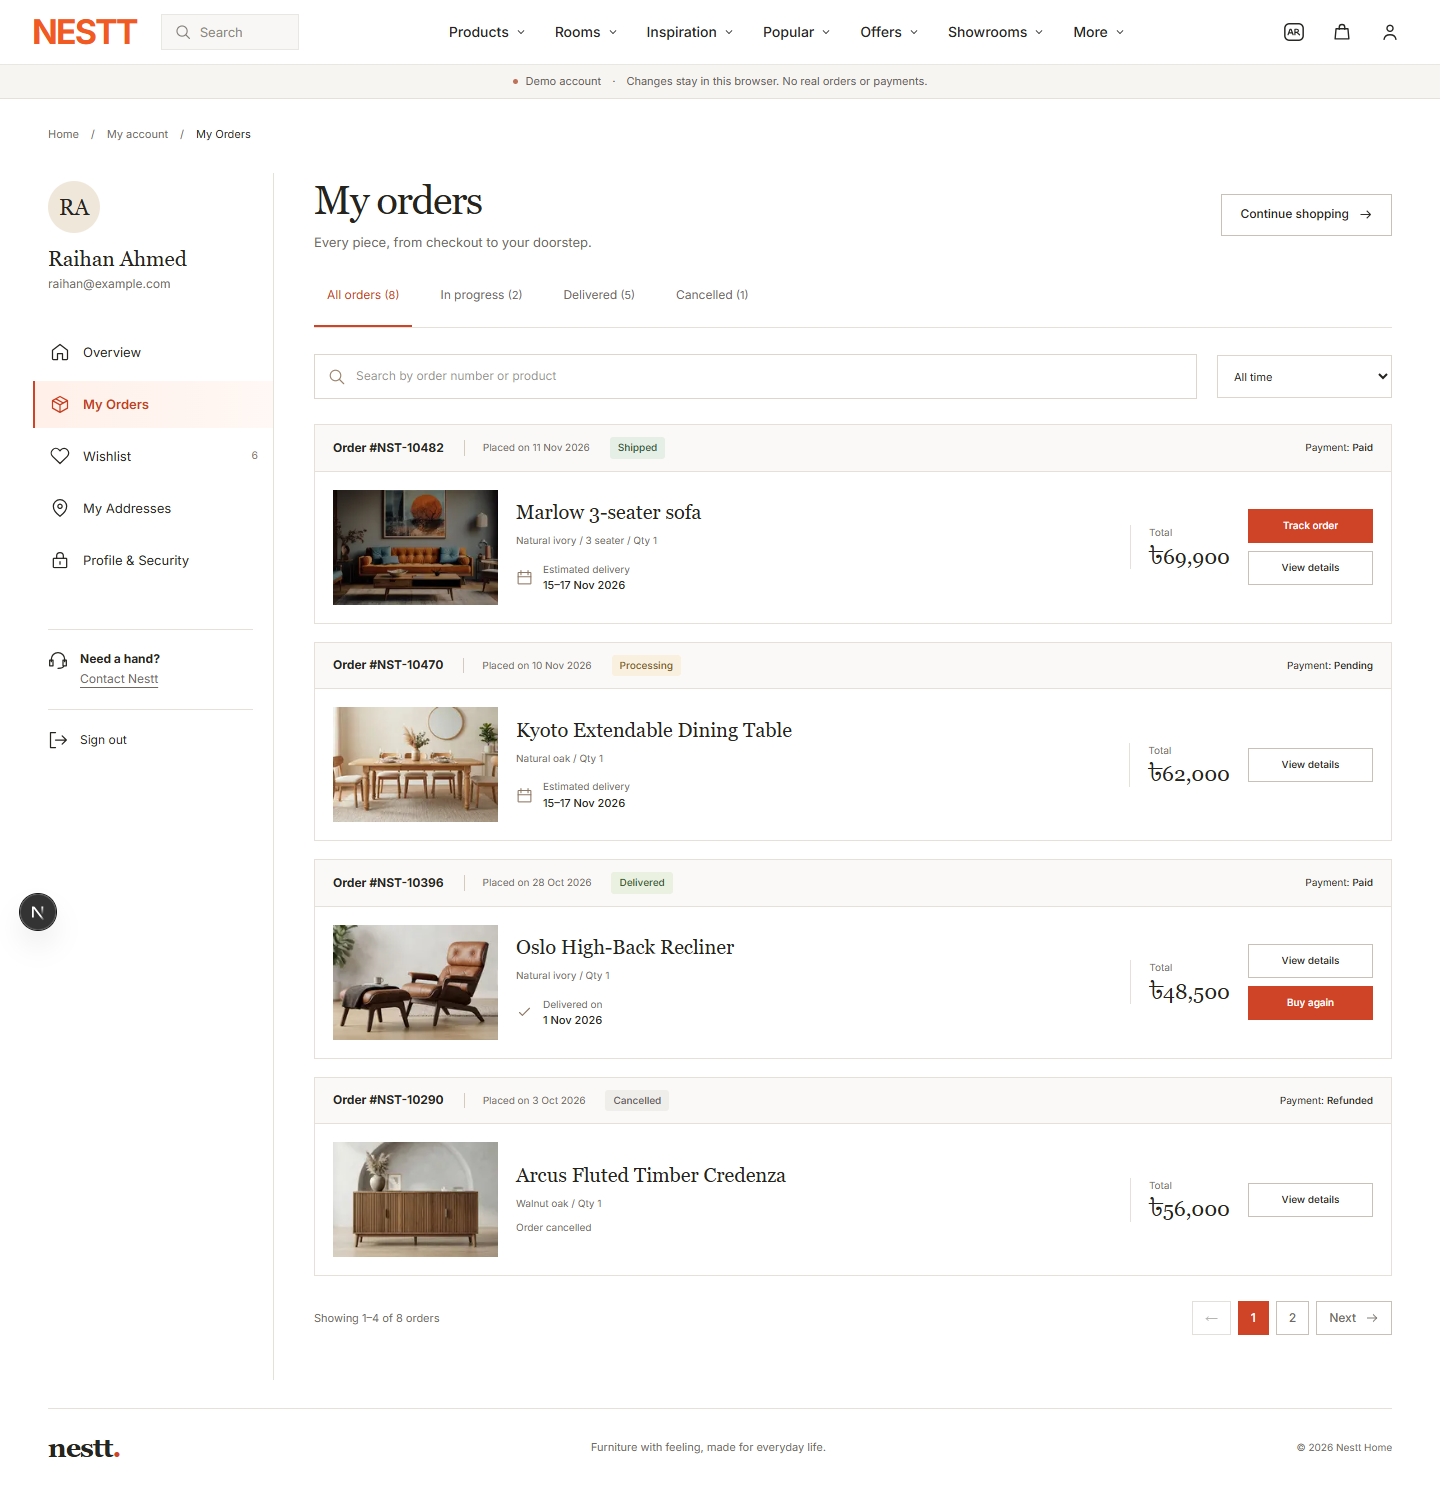 NESTT
Search
Products
Rooms
Inspiration
Popular
Offers
Showrooms
More
AR
Demo account · Changes stay in this browser. No real orders or payments.
Home / My account / My Orders
RA
Raihan Ahmed
raihan@example.com
Overview
My Orders
Wishlist 6
My Addresses
Profile & Security
Need a hand?
Contact Nestt
Sign out
N
My orders
Every piece, from checkout to your doorstep.
Continue shopping →
All orders (8)
In progress (2)
Delivered (5)
Cancelled (1)
Search by order number or product
All time
Order #NST-10482 Placed on 11 Nov 2026 Shipped Payment: Paid
Marlow 3-seater sofa
Natural ivory / 3 seater / Qty 1
Estimated delivery
15–17 Nov 2026
Total
৳69,900
Track order
View details
Order #NST-10470 Placed on 10 Nov 2026 Processing Payment: Pending
Kyoto Extendable Dining Table
Natural oak / Qty 1
Estimated delivery
15–17 Nov 2026
Total
৳62,000
View details
Order #NST-10396 Placed on 28 Oct 2026 Delivered Payment: Paid
Oslo High-Back Recliner
Natural ivory / Qty 1
Delivered on
1 Nov 2026
Total
৳48,500
View details
Buy again
Order #NST-10290 Placed on 3 Oct 2026 Cancelled Payment: Refunded
Arcus Fluted Timber Credenza
Walnut oak / Qty 1
Order cancelled
Total
৳56,000
View details
Showing 1–4 of 8 orders
← 1 2 Next →
nestt.
Furniture with feeling, made for everyday life.
© 2026 Nestt Home